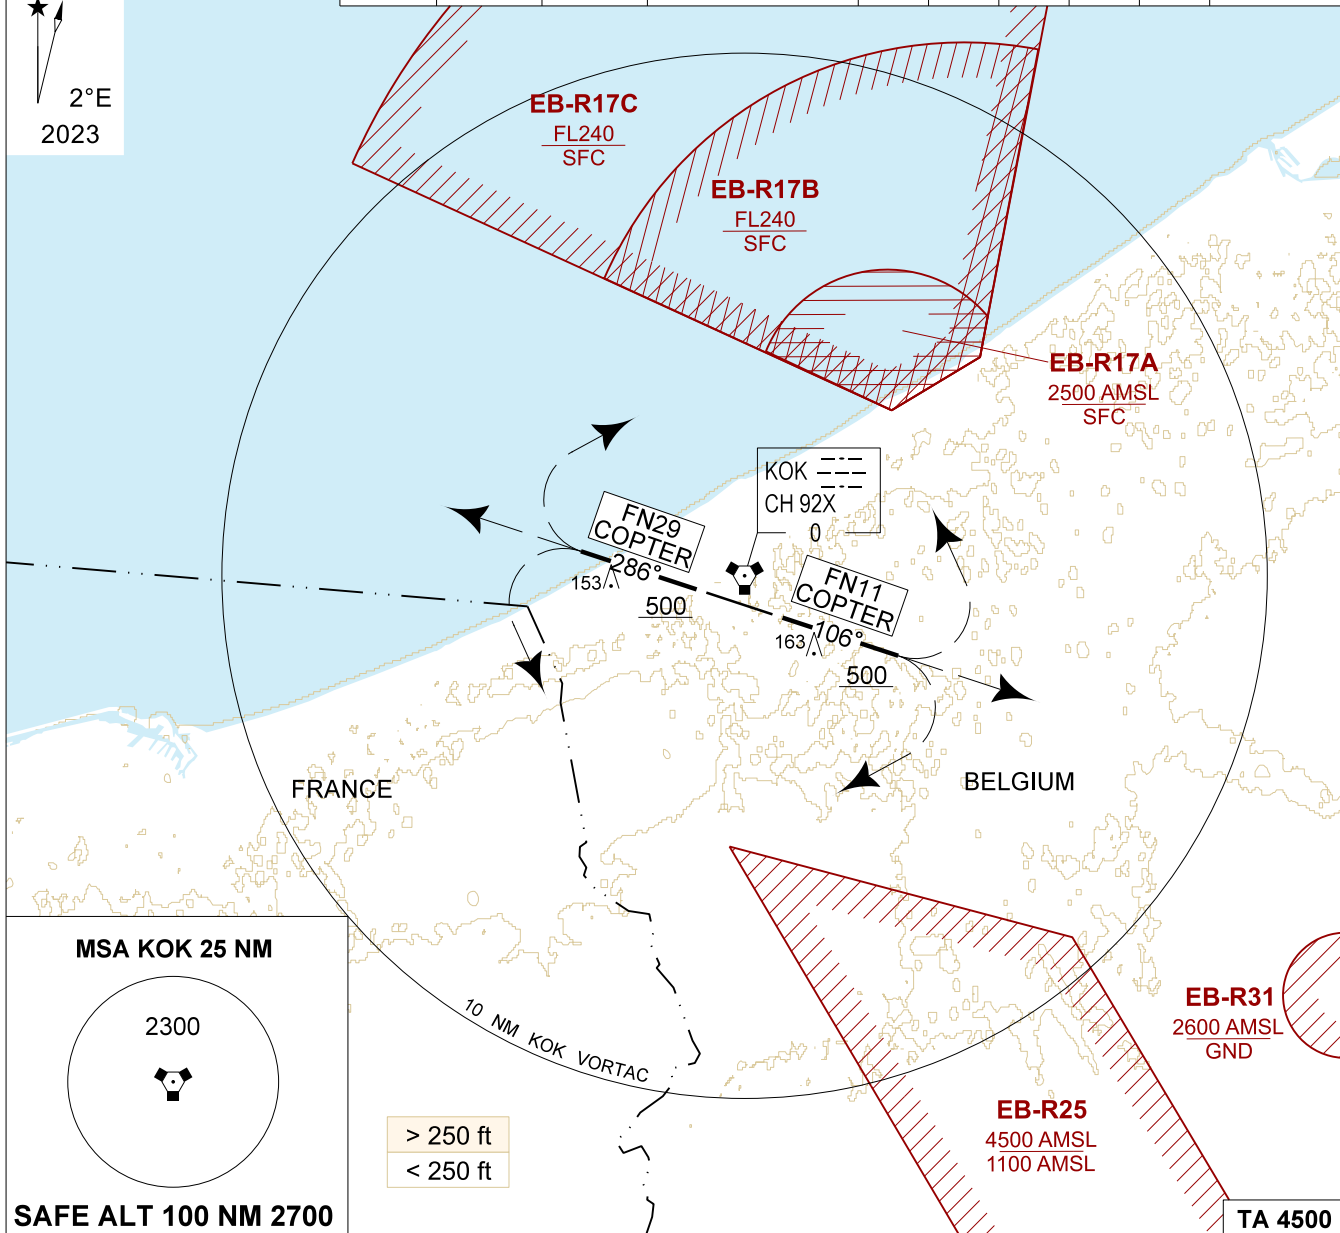 2°E
2023
EB-R17C
FL240
SFC
EB-R17B
FL240
SFC
EB-R17A
2500 AMSL
SFC
KOK
CH 92X
0
FN29
COPTER
286°
153
500
FN11
COPTER
106°
163
500
FRANCE
BELGIUM
10 NM KOK VORTAC
MSA KOK 25 NM
2300
SAFE ALT 100 NM 2700
> 250 ft
< 250 ft
EB-R31
2600 AMSL
GND
EB-R25
4500 AMSL
1100 AMSL
TA 4500